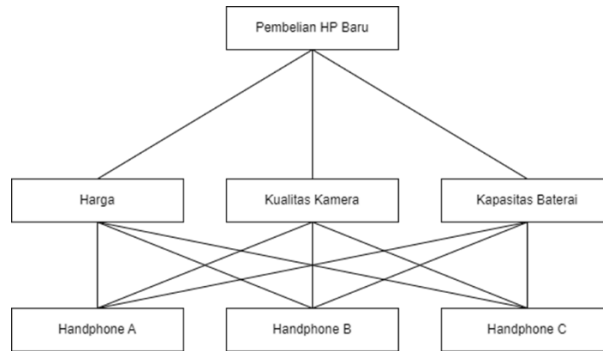 Pembelian HP Baru
Harga
Kualitas Kamera
Kapasitas Baterai
Handphone A
Handphone B
Handphone C